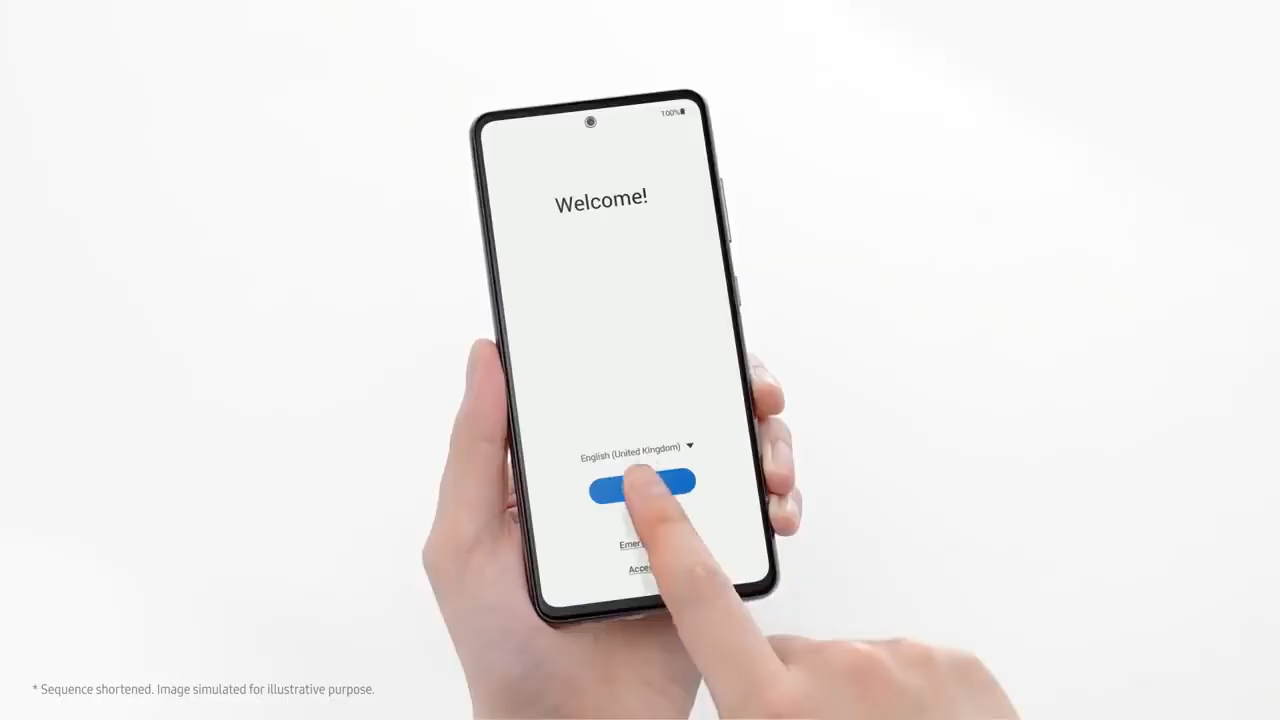 100%
Welcome!
English (United Kingdom)
* Sequence shortened. Image simulated for illustrative purpose.